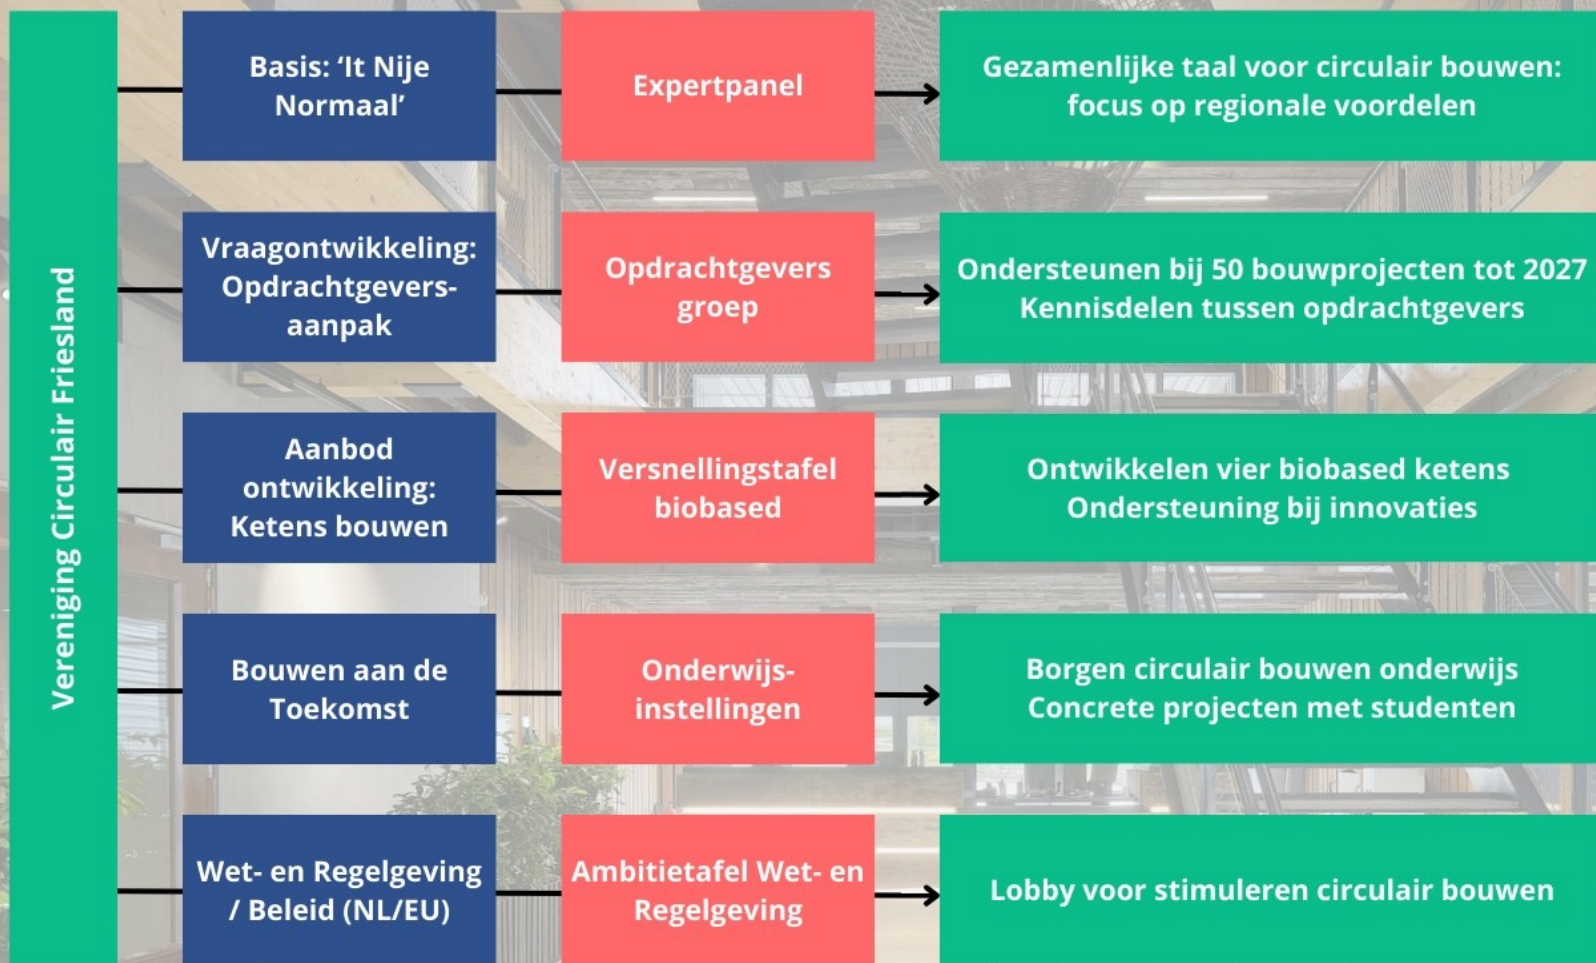 Vereniging Circulair Friesland
Basis: ‘It Nije
Normaal’
Expertpanel
Gezamenlijke taal voor circulair bouwen:
focus op regionale voordelen
Vraagontwikkeling:
Opdrachtgevers-
aanpak
Opdrachtgevers
groep
Ondersteunen bij 50 bouwprojecten tot 2027
Kennisdelen tussen opdrachtgevers
Aanbod
ontwikkeling:
Ketens bouwen
Versnellingstafel
biobased
Ontwikkelen vier biobased ketens
Ondersteuning bij innovaties
Bouwen aan de
Toekomst
Onderwijs-
instellingen
Borgen circulair bouwen onderwijs
Concrete projecten met studenten
Wet- en Regelgeving
/ Beleid (NL/EU)
Ambitietafel Wet- en
Regelgeving
Lobby voor stimuleren circulair bouwen